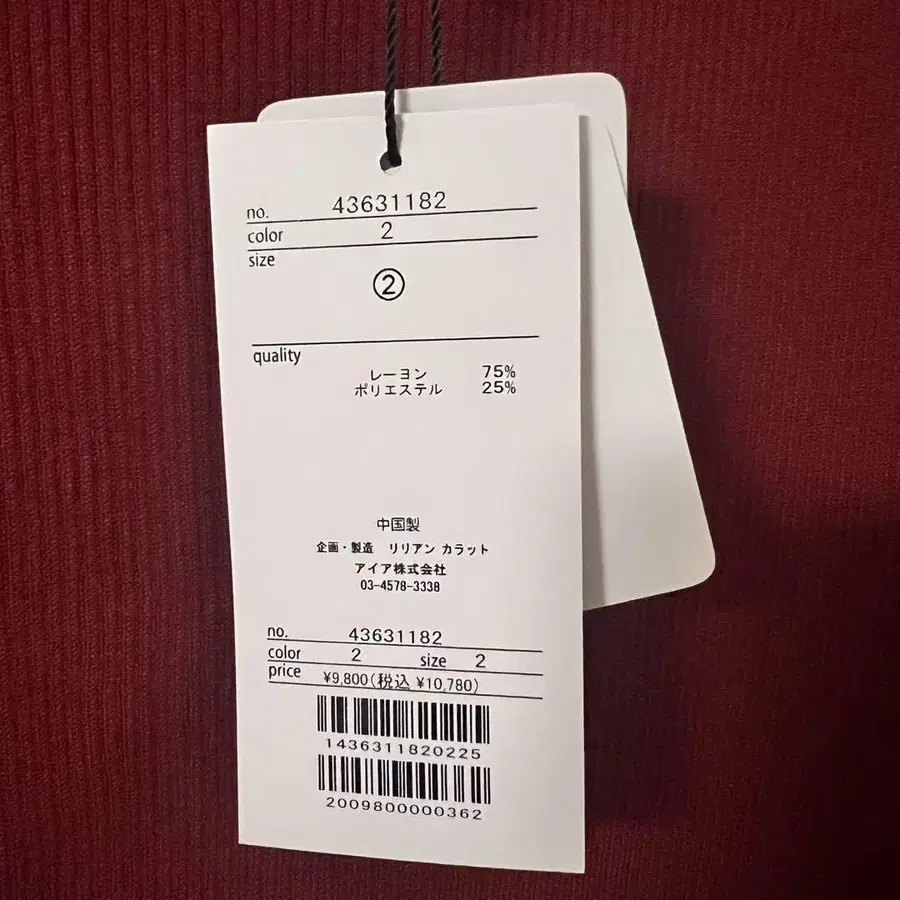 no. 43631182
color 2
size
②
quality
レーヨン 75%
ポリエステル 25%
中国製
企画・製造 リリアン カラット
アイア株式会社
03-4578-3338
no. 43631182
color 2 size 2
price ¥9,800(税込 ¥10,780)
1436311820225
2009800000362